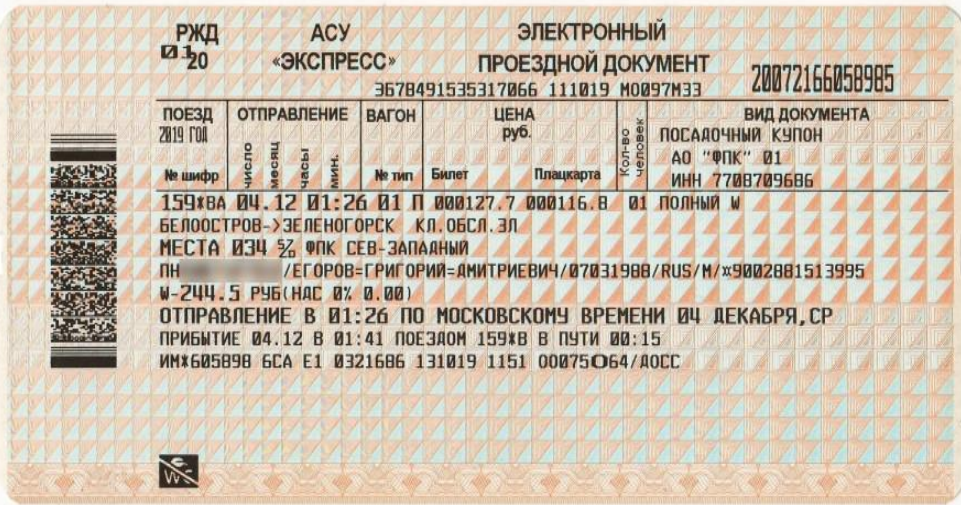 РЖД АСУ ЭЛЕКТРОННЫЙ
01
20 «ЭКСПРЕСС» ПРОЕЗДНОЙ ДОКУМЕНТ 20072166058985
3678491535317066 111019 М0097М33
ПОЕЗД ОТПРАВЛЕНИЕ ВАГОН ЦЕНА руб. Кол-во человек ВИД ДОКУМЕНТА
2019 ГОД ПОСАДОЧНЫЙ КУПОН
число месяц часы мин. АО "ФПК" 01
№ шифр № тип Билет Плацкарта ИНН 7708709686
159*ВА 04.12 01:26 01 П 000127.7 000116.8 01 ПОЛНЫЙ W
БЕЛООСТРОВ->ЗЕЛЕНОГОРСК КЛ.ОБСЛ.3Л
МЕСТА 034 ФПК СЕВ-ЗАПАДНЫЙ
ПН /ЕГОРОВ=ГРИГОРИЙ=ДМИТРИЕВИЧ/07031988/RUS/М/*9002881513995
W-244.5 РУБ(НДС 0% 0.00)
ОТПРАВЛЕНИЕ В 01:26 ПО МОСКОВСКОМУ ВРЕМЕНИ 04 ДЕКАБРЯ,СР
ПРИБЫТИЕ 04.12 В 01:41 ПОЕЗДОМ 159*В В ПУТИ 00:15
ИМ*605898 6СА Е1 0321686 131019 1151 00075064/ДОСС